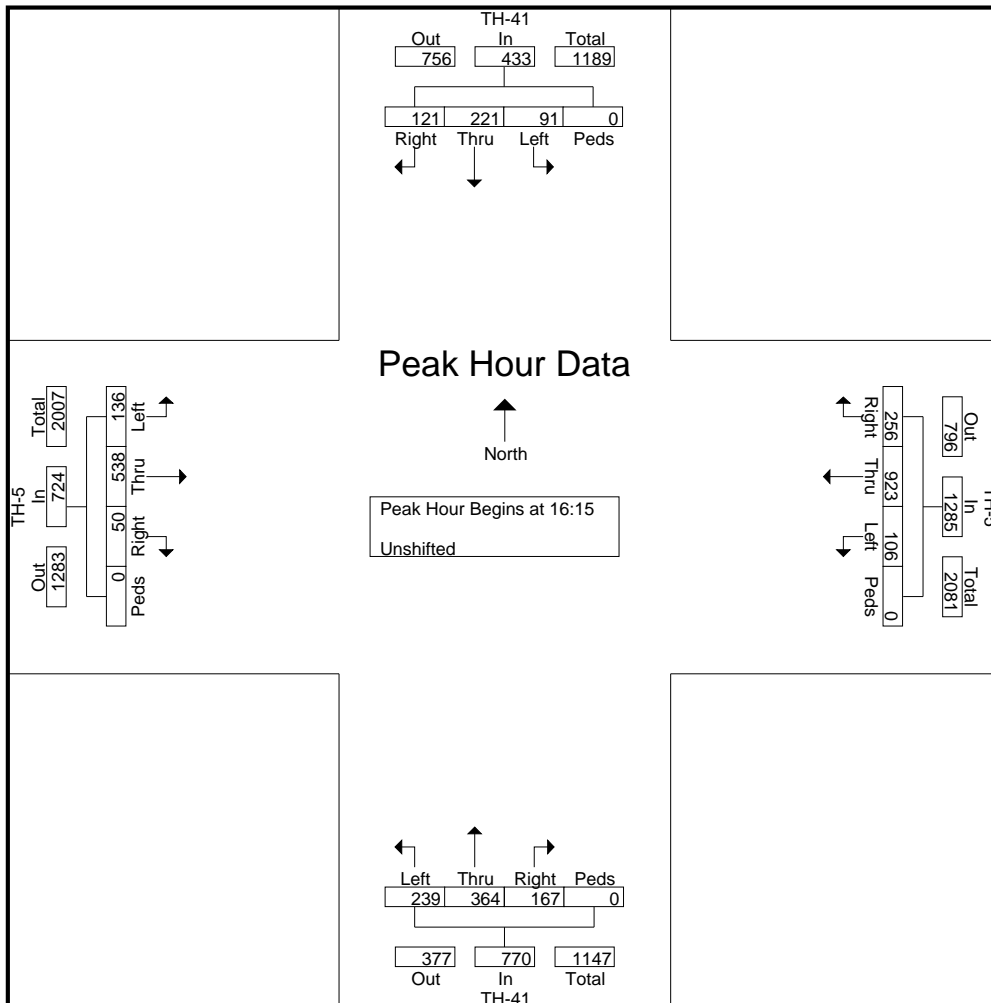 TH-41
Out In Total
756 433 1189
121 221 91 0
Right Thru Left Peds
Peak Hour Data
North
Peak Hour Begins at 16:15
Unshifted
TH-5
Out In Total
1283 724 2007
136 538 50 0
Left Thru Right Peds
TH-5
Out In Total
796 1285 2081
256 923 106 0
Right Thru Left Peds
Left Thru Right Peds
239 364 167 0
377 770 1147
Out In Total
TH-41